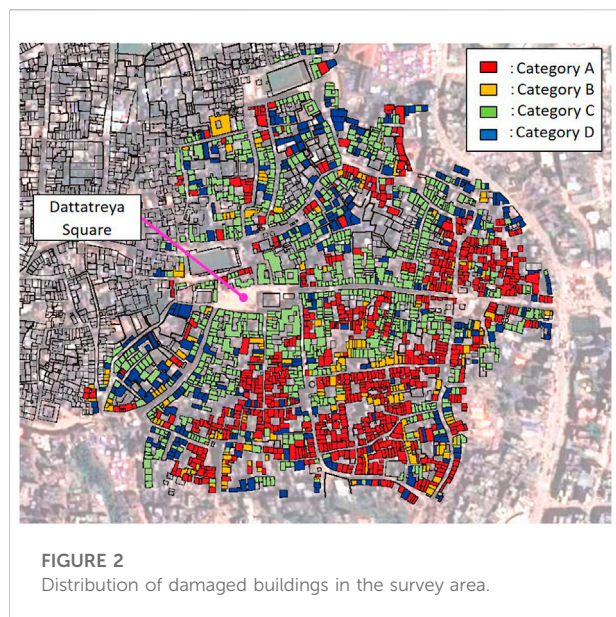 : Category A
: Category B
: Category C
: Category D
Dattatreya
Square
FIGURE 2
Distribution of damaged buildings in the survey area.